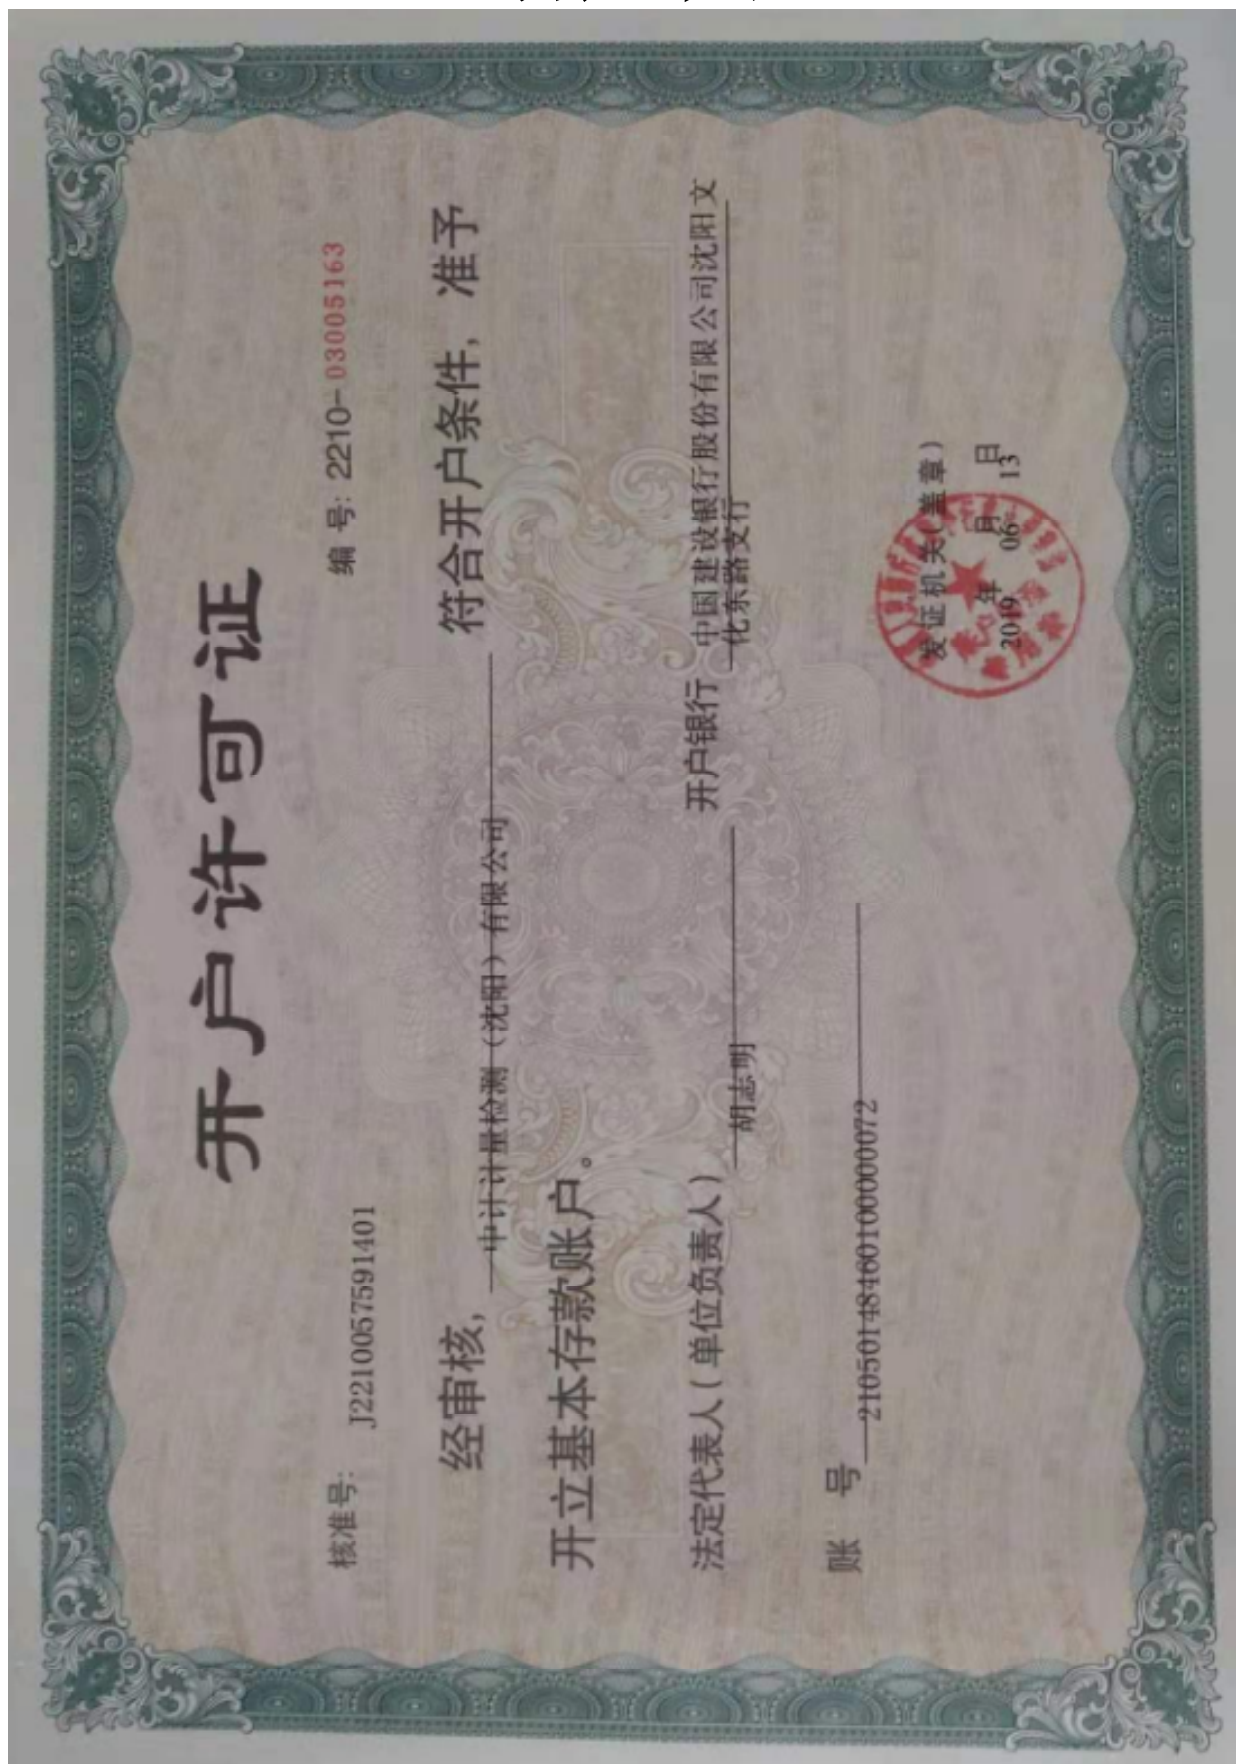 开户许可证
核准号: J2210057591401
编 号: 2210-03005163
经审核, 中计计量检测(沈阳)有限公司 符合开户条件, 准予
开立基本存款账户。
法定代表人(单位负责人) 胡志明 开户银行 中国建设银行股份有限公司沈阳文
化东路支行
账 号 21050148460100000072
发证机关(盖章)
2019 年 06 月 13 日